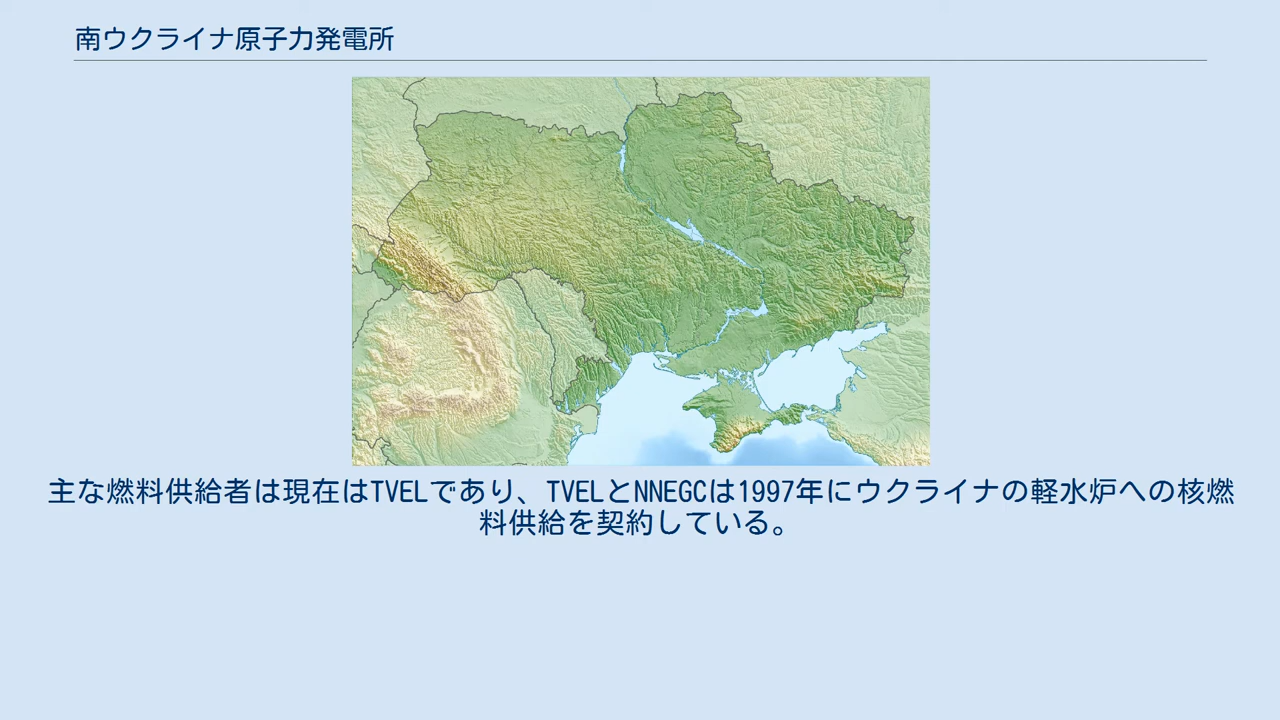 南ウクライナ原子力発電所
主な燃料供給者は現在はTVELであり、TVELとNNEGCは1997年にウクライナの軽水炉への核燃
料供給を契約している。